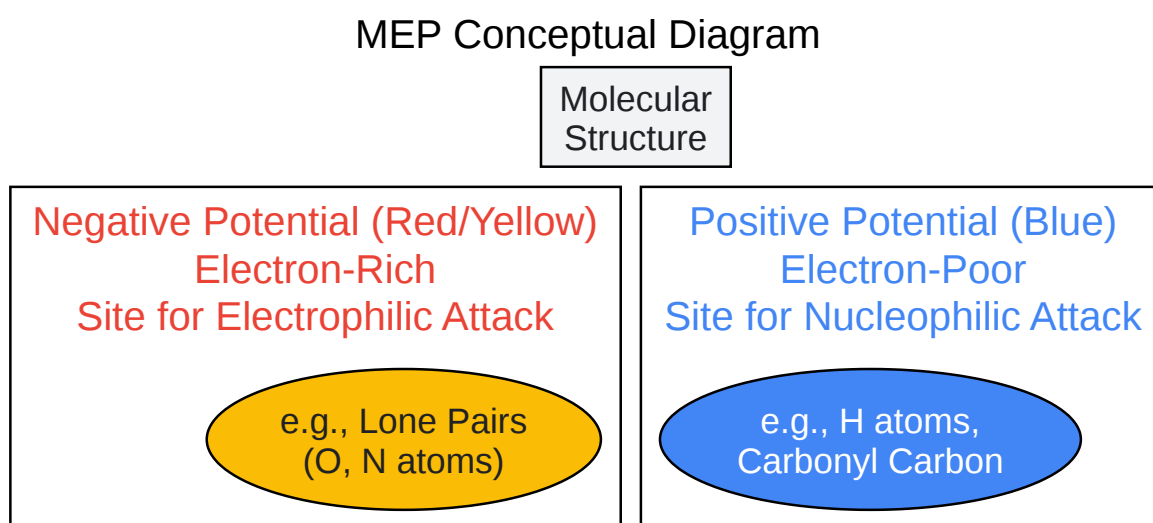 MEP Conceptual Diagram
Molecular
Structure
Negative Potential (Red/Yellow)
Electron-Rich
Site for Electrophilic Attack
e.g., Lone Pairs
(O, N atoms)
Positive Potential (Blue)
Electron-Poor
Site for Nucleophilic Attack
e.g., H atoms,
Carbonyl Carbon